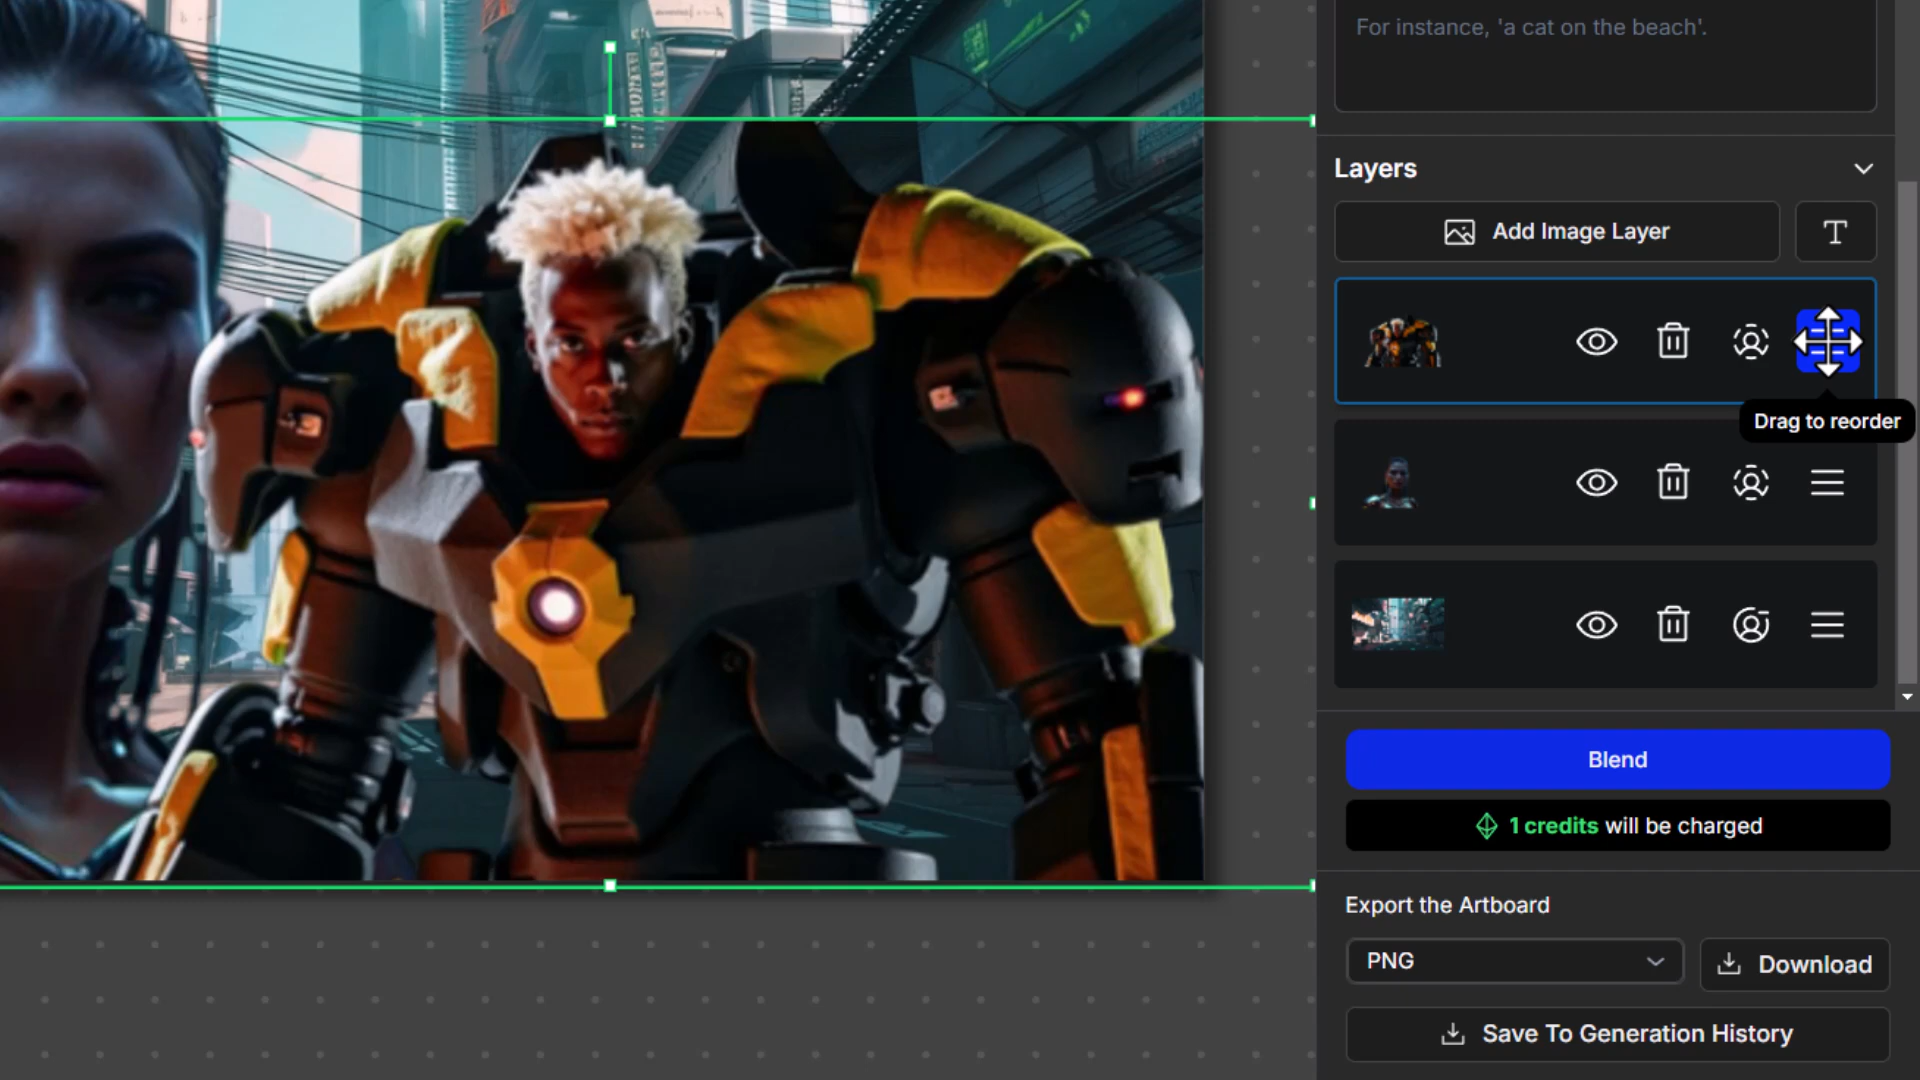 For instance, 'a cat on the beach'.
Layers
Add Image Layer
T
Drag to reorder
Blend
1 credits will be charged
Export the Artboard
PNG
Download
Save To Generation History